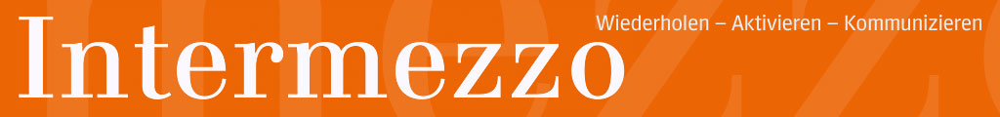 Wiederholen – Aktivieren – Kommunizieren
Intermezzo